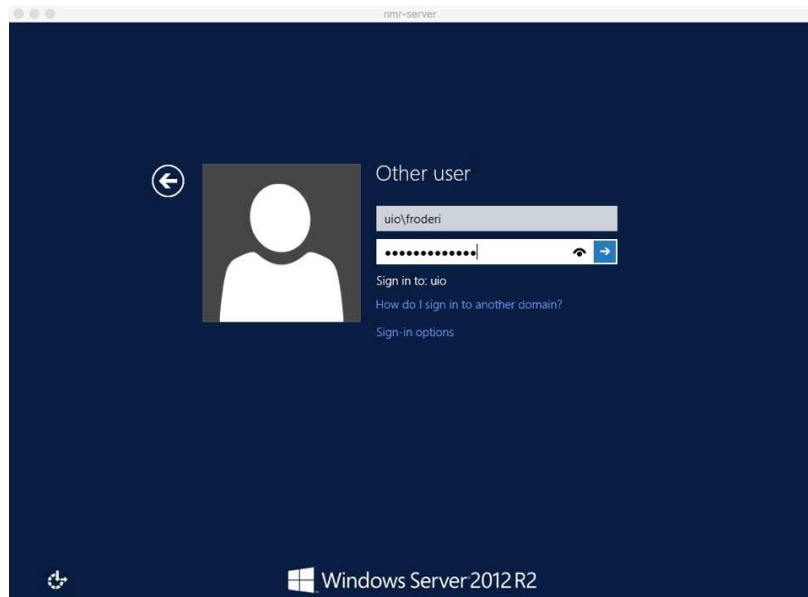 nmr-server
Other user
uio\froderi
•••••••••••••
Sign in to: uio
How do I sign in to another domain?
Sign-in options
Windows Server 2012 R2